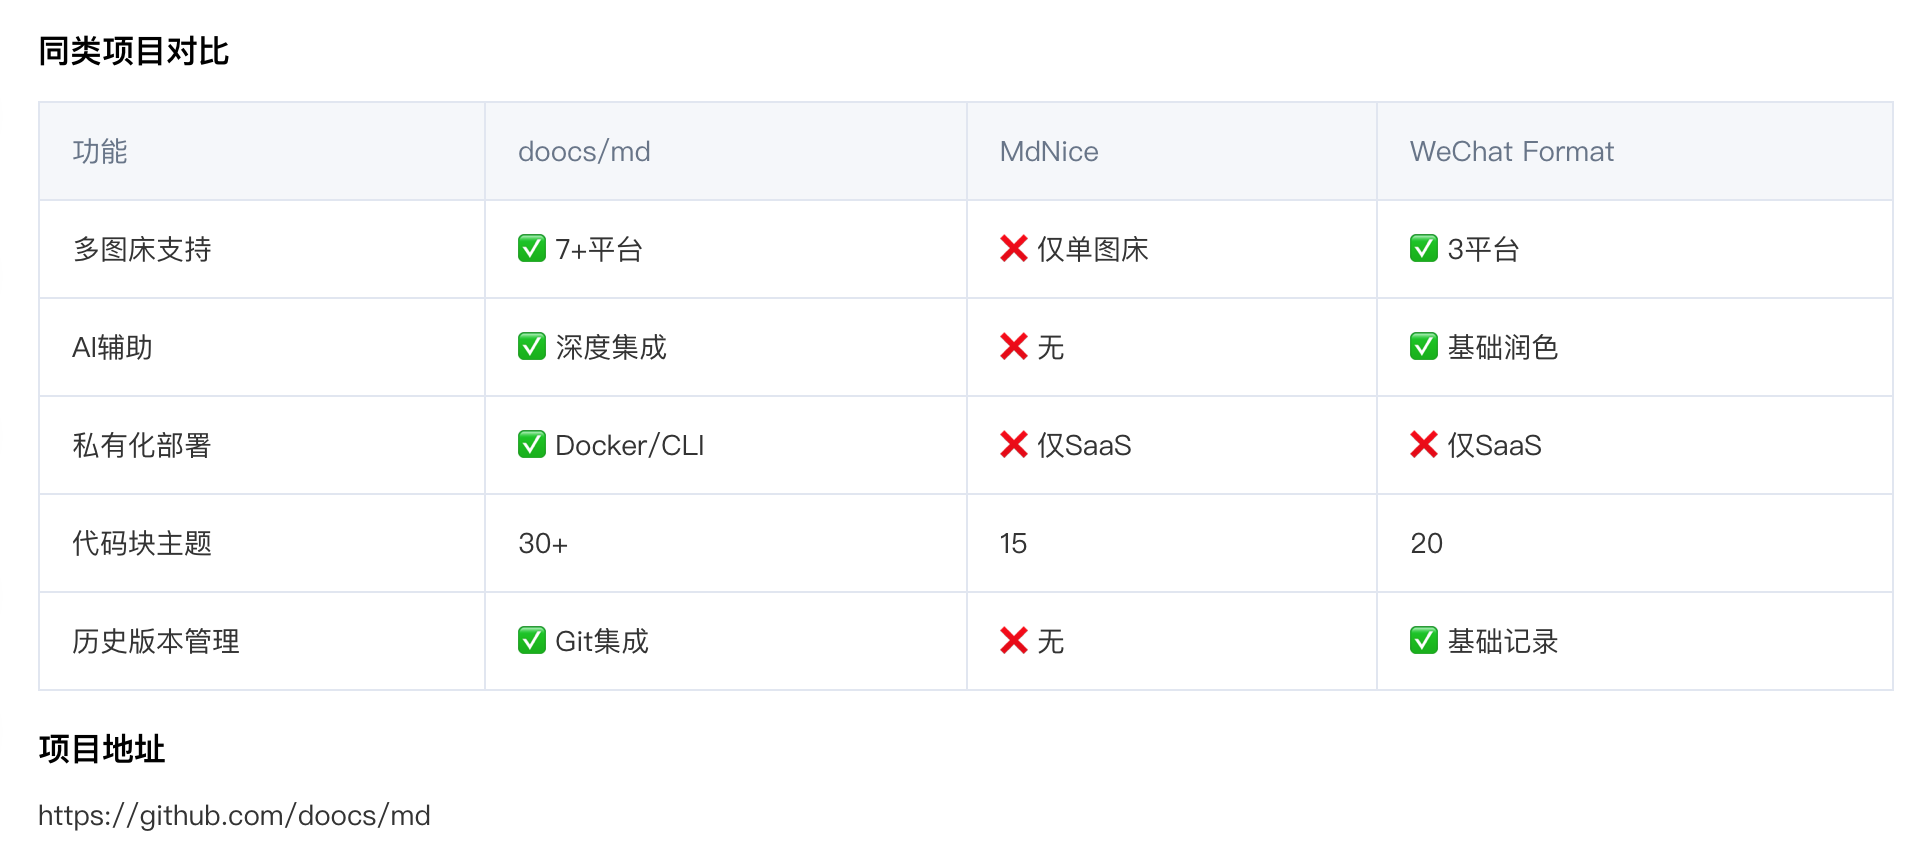 同类项目对比
功能 doocs/md MdNice WeChat Format
多图床支持 ✅ 7+平台 ❌ 仅单图床 ✅ 3平台
AI辅助 ✅ 深度集成 ❌ 无 ✅ 基础润色
私有化部署 ✅ Docker/CLI ❌ 仅SaaS ❌ 仅SaaS
代码块主题 30+ 15 20
历史版本管理 ✅ Git集成 ❌ 无 ✅ 基础记录
项目地址
https://github.com/doocs/md